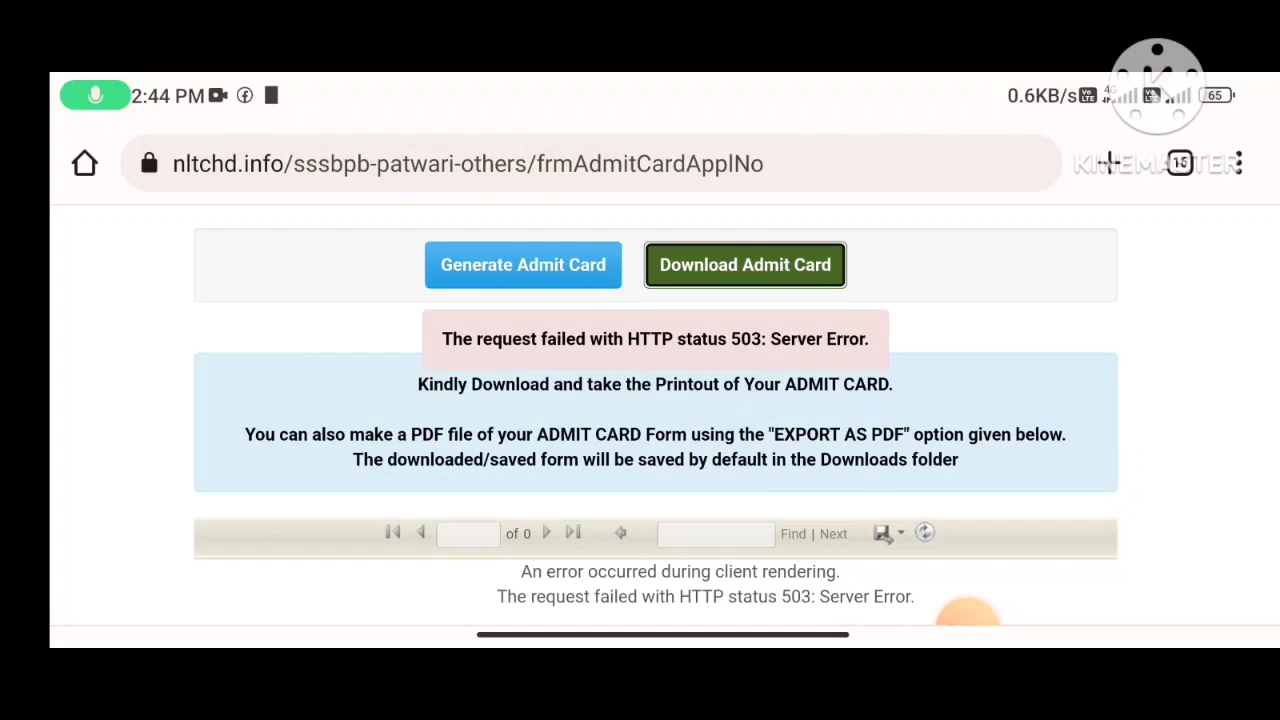 2:44 PM
0.6KB/s
Vo
LTE
4G
65
nltchd.info/sssbpb-patwari-others/frmAdmitCardApplNo
KINEMASTER
Generate Admit Card
Download Admit Card
The request failed with HTTP status 503: Server Error.
Kindly Download and take the Printout of Your ADMIT CARD.
You can also make a PDF file of your ADMIT CARD Form using the "EXPORT AS PDF" option given below.
The downloaded/saved form will be saved by default in the Downloads folder
of 0
Find | Next
An error occurred during client rendering.
The request failed with HTTP status 503: Server Error.